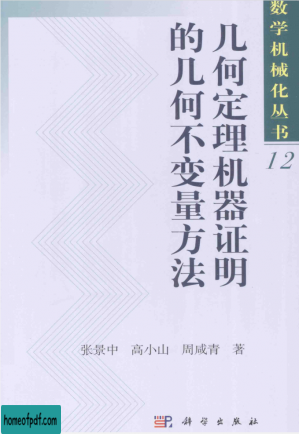 数学机械化丛书
12
几何定理机器证明
的几何不变量方法
张景中 高小山 周咸青 著
科学出版社
homeofpdf.com
homeofpdf.com